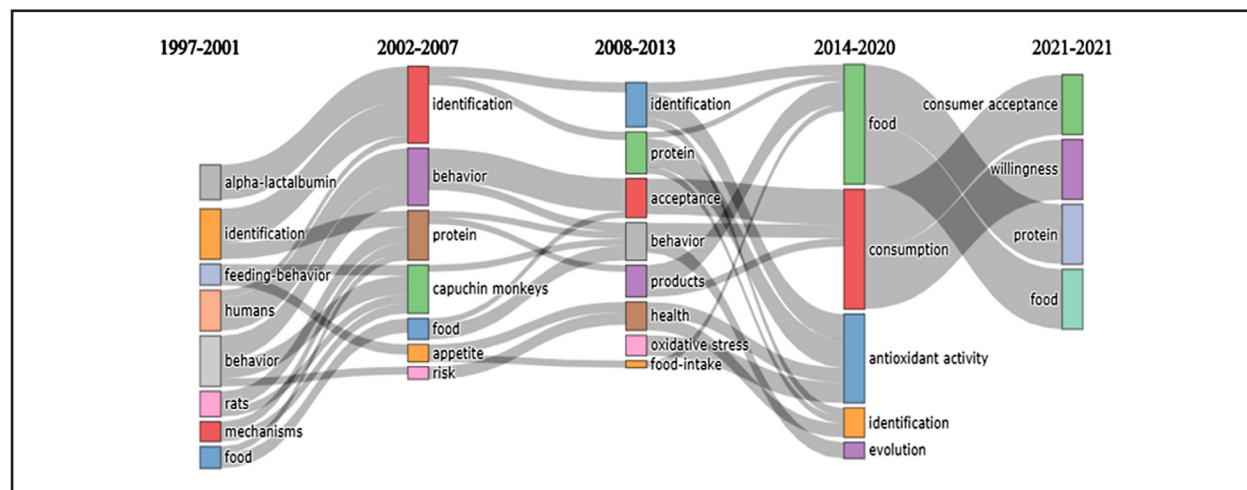 1997-2001
2002-2007
2008-2013
2014-2020
2021-2021
alpha-lactalbumin
identification
feeding-behavior
humans
behavior
rats
mechanisms
food
identification
behavior
protein
capuchin monkeys
food
appetite
risk
identification
protein
acceptance
behavior
products
health
oxidative stress
food-intake
food
consumption
antioxidant activity
identification
evolution
consumer acceptance
willingness
protein
food